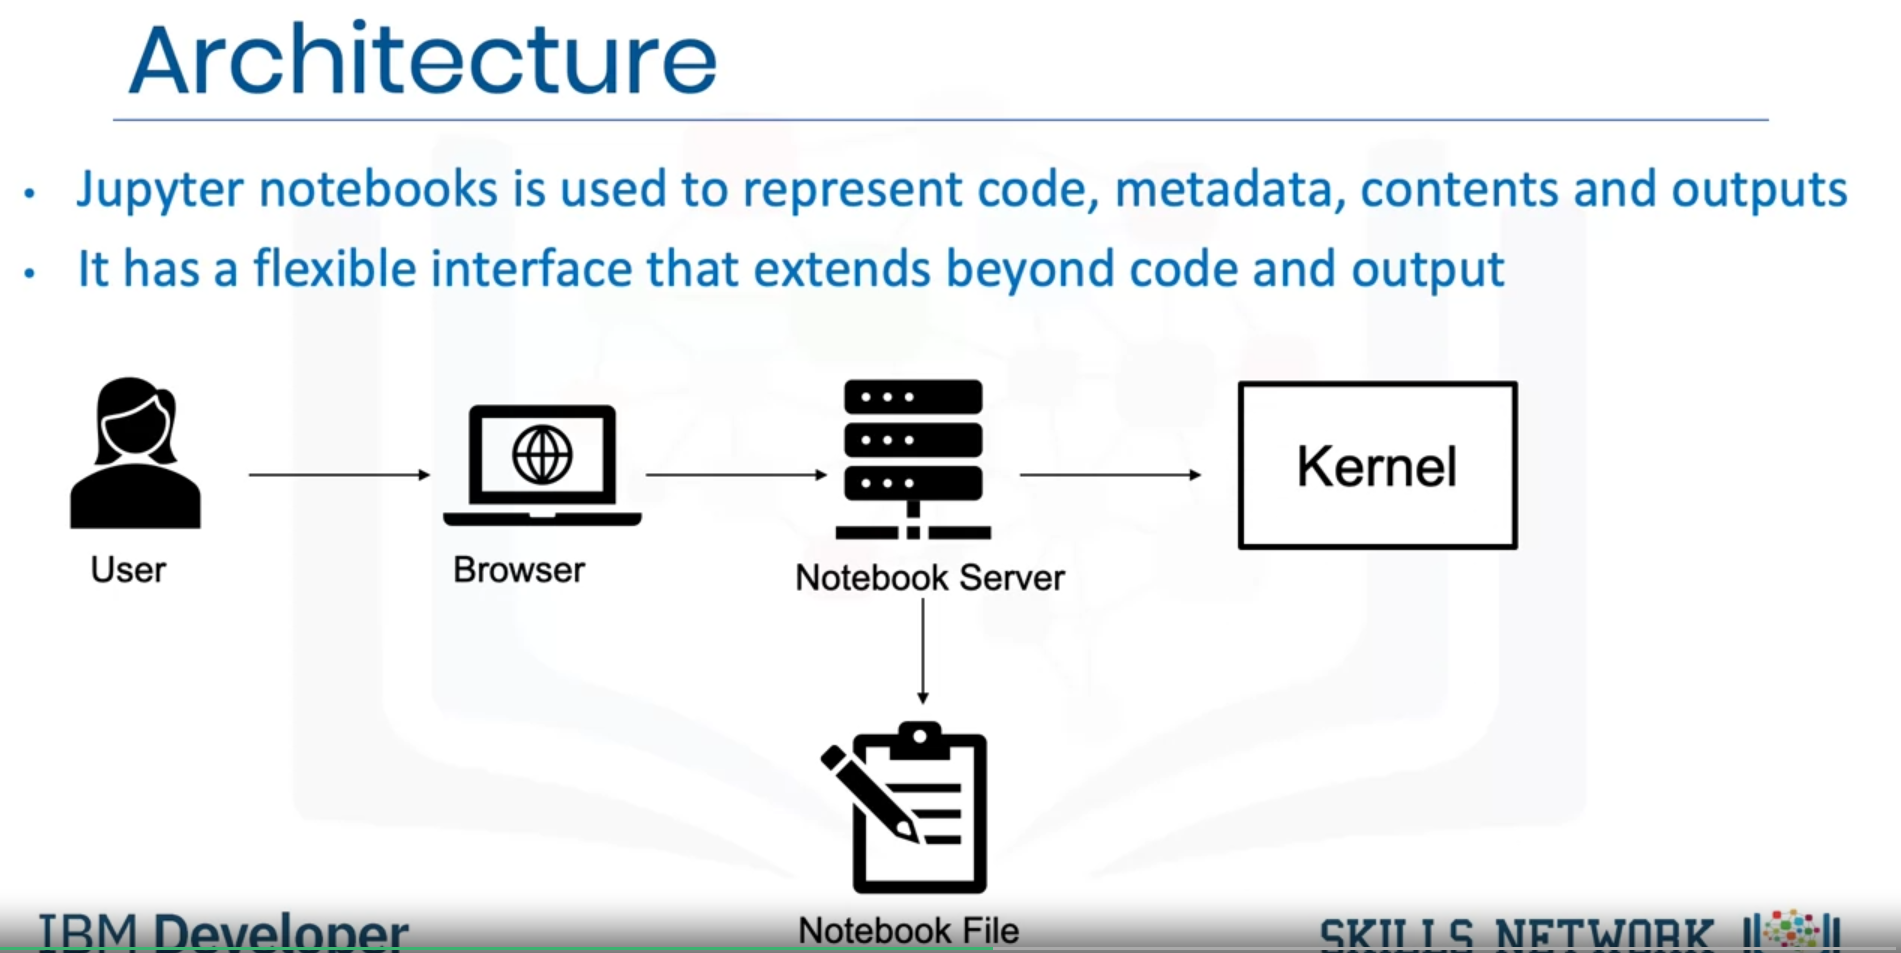 Architecture
• Jupyter notebooks is used to represent code, metadata, contents and outputs
• It has a flexible interface that extends beyond code and output
User
Browser
Notebook Server
Kernel
Notebook File
IBM Developer
SKILLS NETWORK